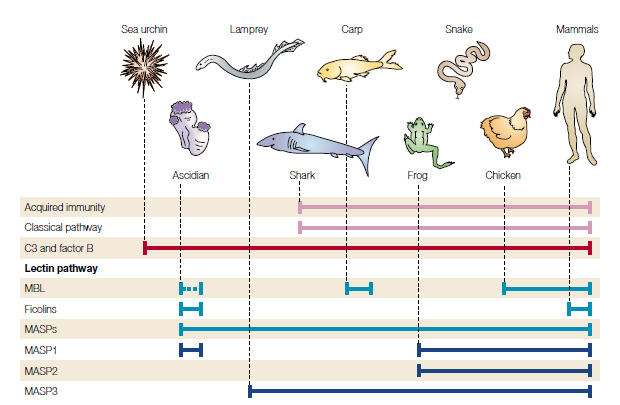 Sea urchin Lamprey Carp Snake Mammals
Ascidian Shark Frog Chicken
Acquired immunity
Classical pathway
C3 and factor B
Lectin pathway
MBL
Ficolins
MASPs
MASP1
MASP2
MASP3